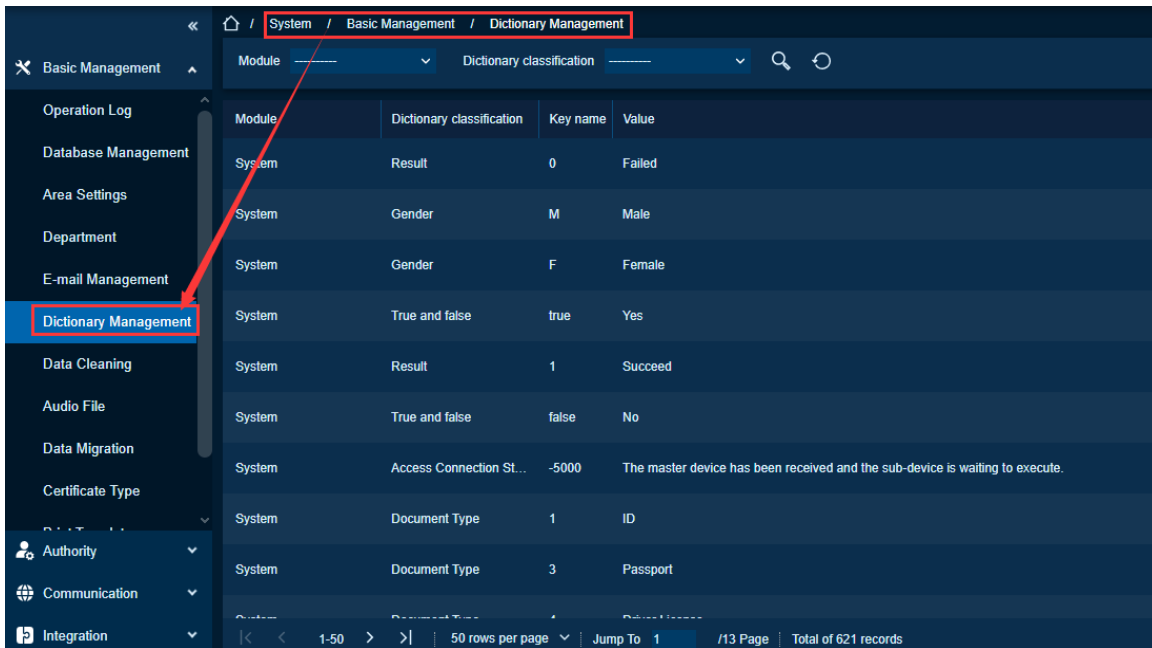 « / System / Basic Management / Dictionary Management
Basic Management
Module ---------- Dictionary classification ----------
Operation Log
Database Management
Area Settings
Department
E-mail Management
Dictionary Management
Data Cleaning
Audio File
Data Migration
Certificate Type
Authority
Communication
Integration
Module Dictionary classification Key name Value
System Result 0 Failed
System Gender M Male
System Gender F Female
System True and false true Yes
System Result 1 Succeed
System True and false false No
System Access Connection St... -5000 The master device has been received and the sub-device is waiting to execute.
System Document Type 1 ID
System Document Type 3 Passport
1-50 50 rows per page Jump To 1 /13 Page Total of 621 records